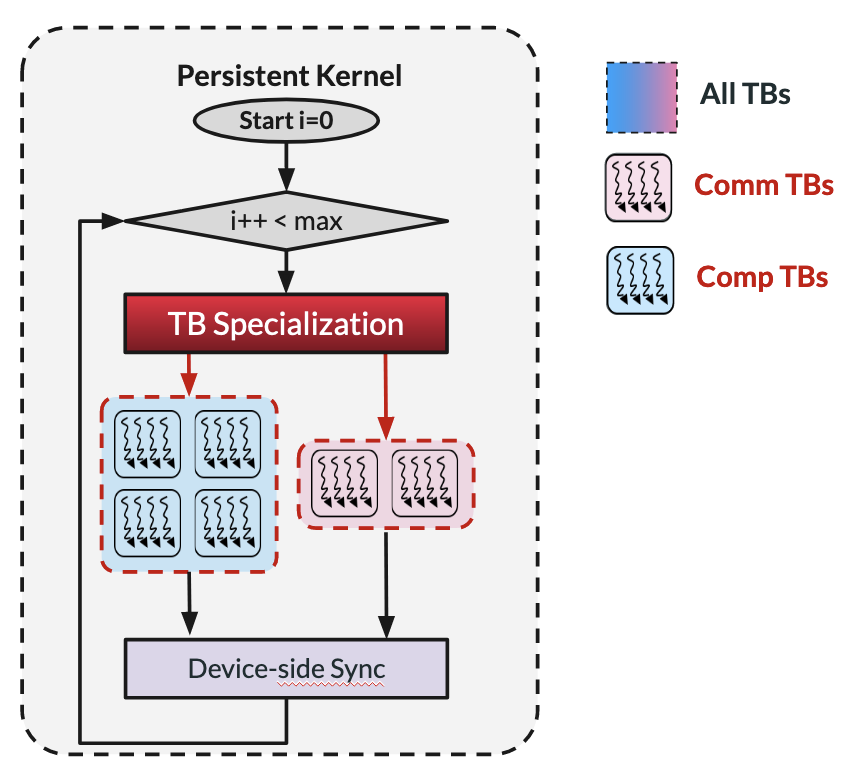 Persistent Kernel
Start i=0
i++ < max
TB Specialization
Device-side Sync
All TBs
Comm TBs
Comp TBs